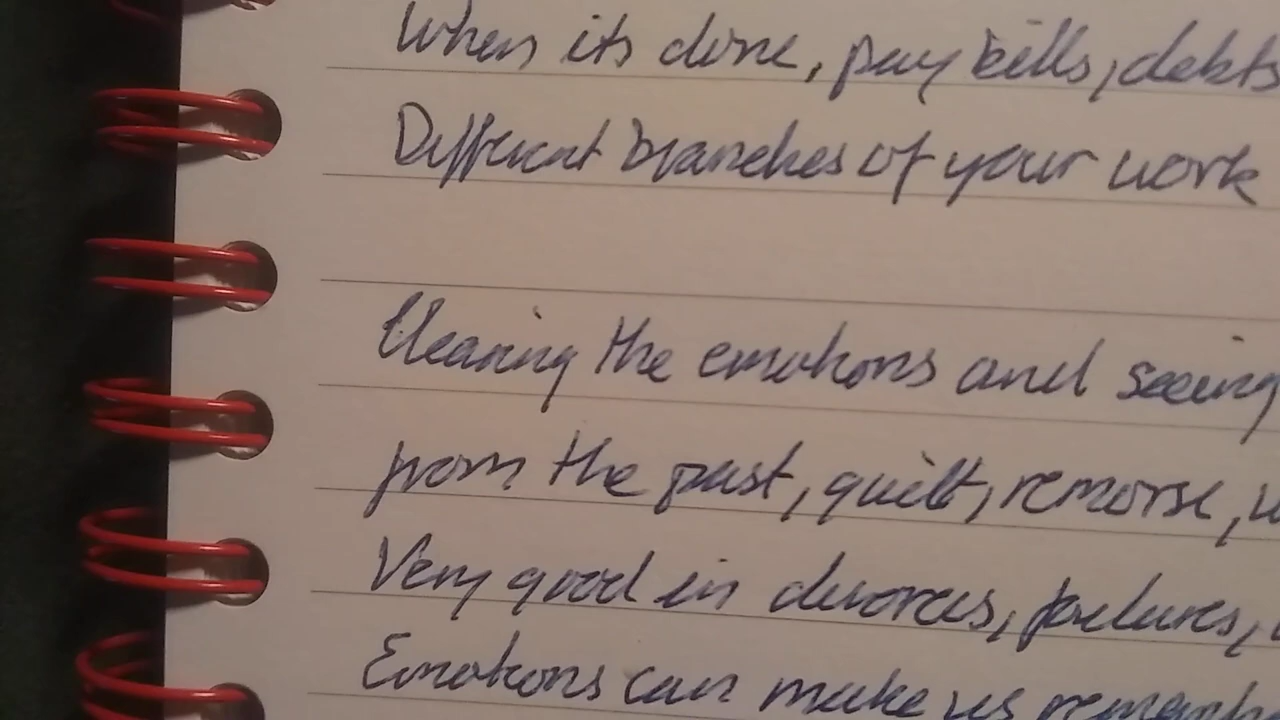 When its done, pay bills, debts
Different branches of your work
Clearing the emotions and seeing
from the past, guilt, remorse,
Very good in divorces, failures,
Emotions can make us